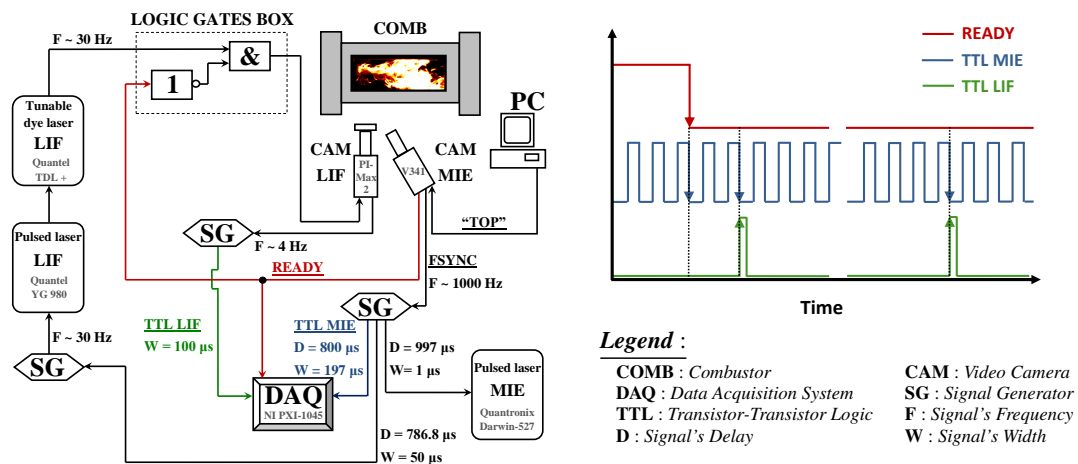 LOGIC GATES BOX
F ~ 30 Hz
&
1
COMB
PC
Tunable
dye laser
LIF
Quantel
TDL +
CAM
LIF
PI-
Max
2
V341
CAM
MIE
"TOP"
SG
F ~ 4 Hz
READY
FSYNC
F ~ 1000 Hz
Pulsed laser
LIF
Quantel
YG 980
SG
TTL LIF
W = 100 µs
TTL MIE
D = 800 µs
W = 197 µs
D = 997 µs
W= 1 µs
F ~ 30 Hz
SG
DAQ
NI PXI-1045
Pulsed laser
MIE
Quantronix
Darwin-527
D = 786.8 µs
W = 50 µs
READY
TTL MIE
TTL LIF
Time
Legend :
COMB : Combustor
DAQ : Data Acquisition System
TTL : Transistor-Transistor Logic
D : Signal's Delay
CAM : Video Camera
SG : Signal Generator
F : Signal's Frequency
W : Signal's Width